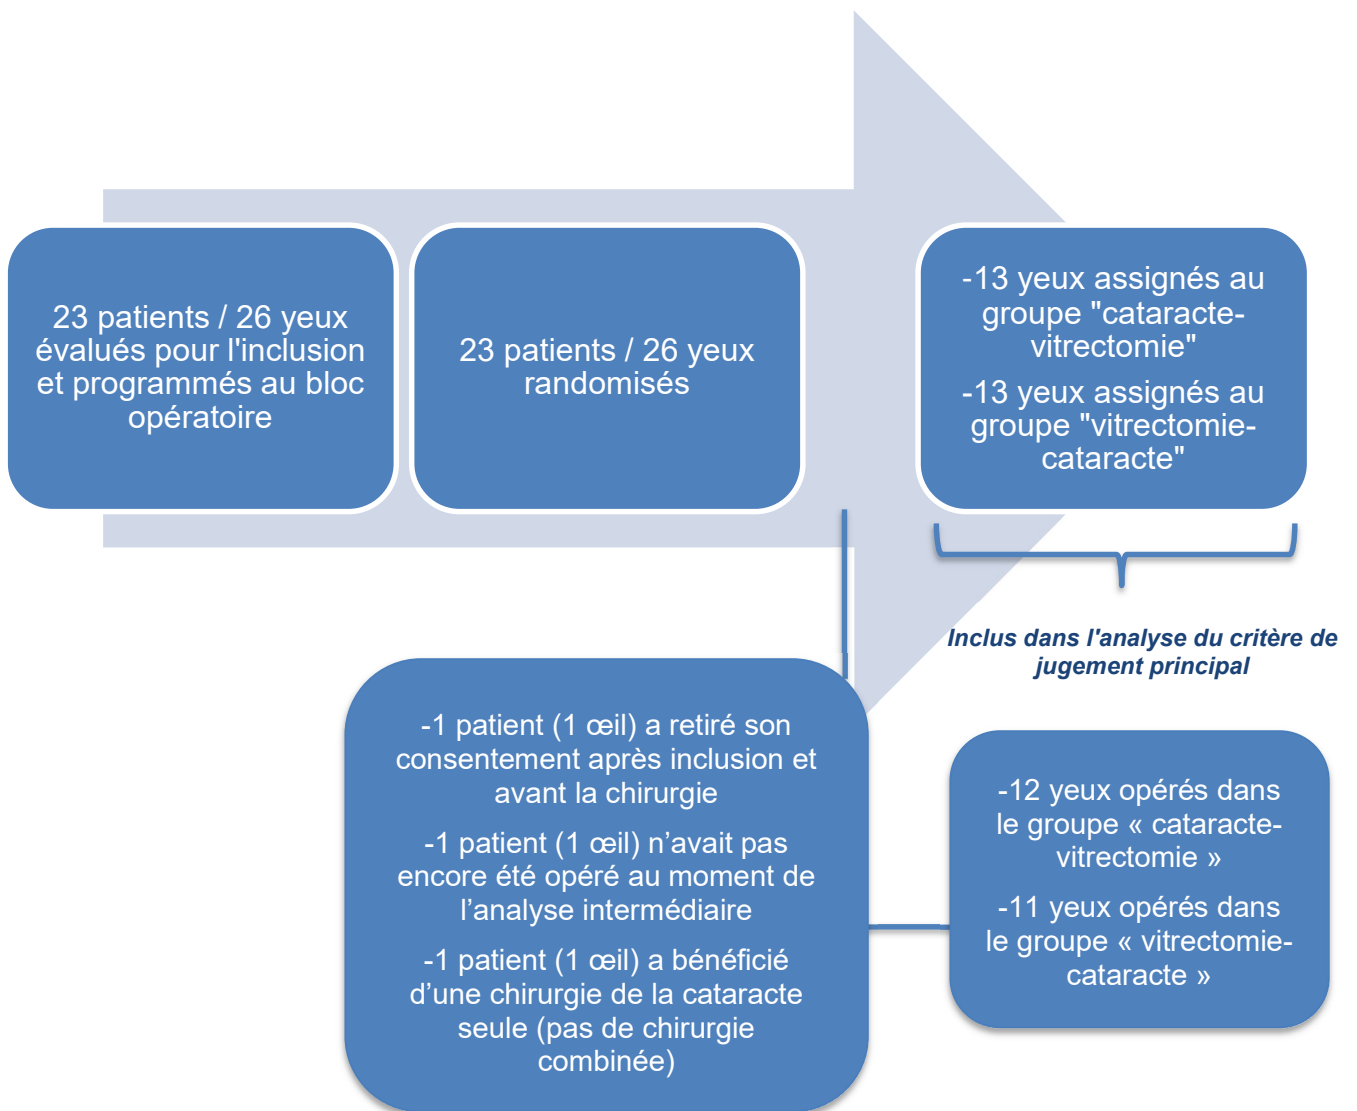 23 patients / 26 yeux
évalués pour l'inclusion
et programmés au bloc
opératoire
23 patients / 26 yeux
randomisés
-13 yeux assignés au
groupe "cataracte-
vitrectomie"
-13 yeux assignés au
groupe "vitrectomie-
cataracte"
Inclus dans l'analyse du critère de
jugement principal
-1 patient (1 œil) a retiré son
consentement après inclusion et
avant la chirurgie
-1 patient (1 œil) n’avait pas
encore été opéré au moment de
l’analyse intermédiaire
-1 patient (1 œil) a bénéficié
d’une chirurgie de la cataracte
seule (pas de chirurgie
combinée)
-12 yeux opérés dans
le groupe « cataracte-
vitrectomie »
-11 yeux opérés dans
le groupe « vitrectomie-
cataracte »